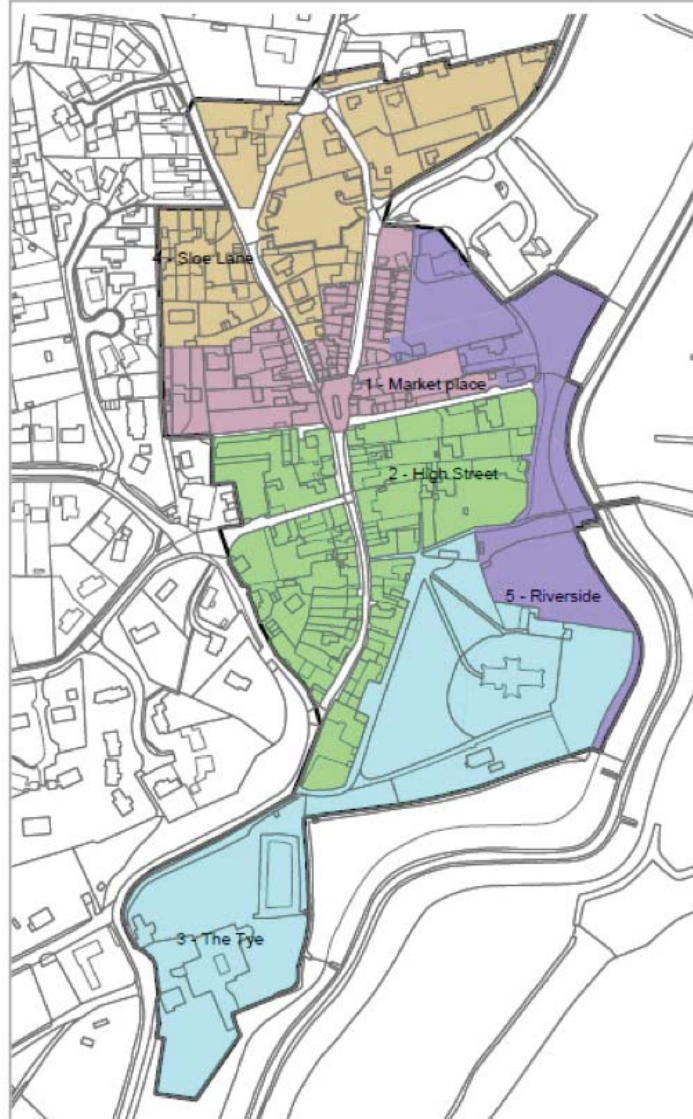 4 - Sloe Lane
1 - Market place
2 - High Street
5 - Riverside
3 - The Tye